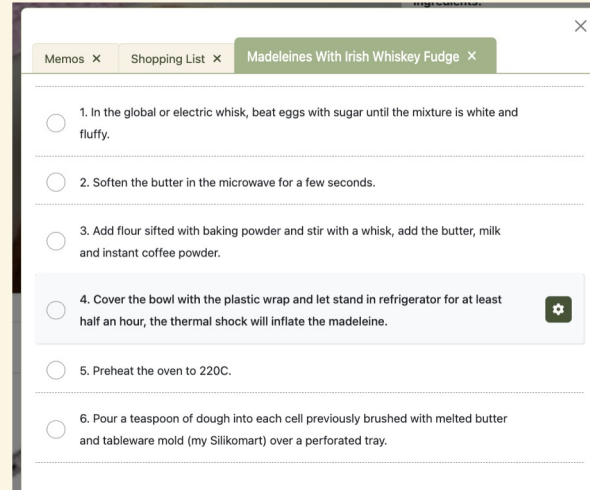 ingredients:
Memos ×
Shopping List ×
Madeleines With Irish Whiskey Fudge ×
1. In the global or electric whisk, beat eggs with sugar until the mixture is white and
fluffy.
2. Soften the butter in the microwave for a few seconds.
3. Add flour sifted with baking powder and stir with a whisk, add the butter, milk
and instant coffee powder.
4. Cover the bowl with the plastic wrap and let stand in refrigerator for at least
half an hour, the thermal shock will inflate the madeleine.
5. Preheat the oven to 220C.
6. Pour a teaspoon of dough into each cell previously brushed with melted butter
and tableware mold (my Silikomart) over a perforated tray.